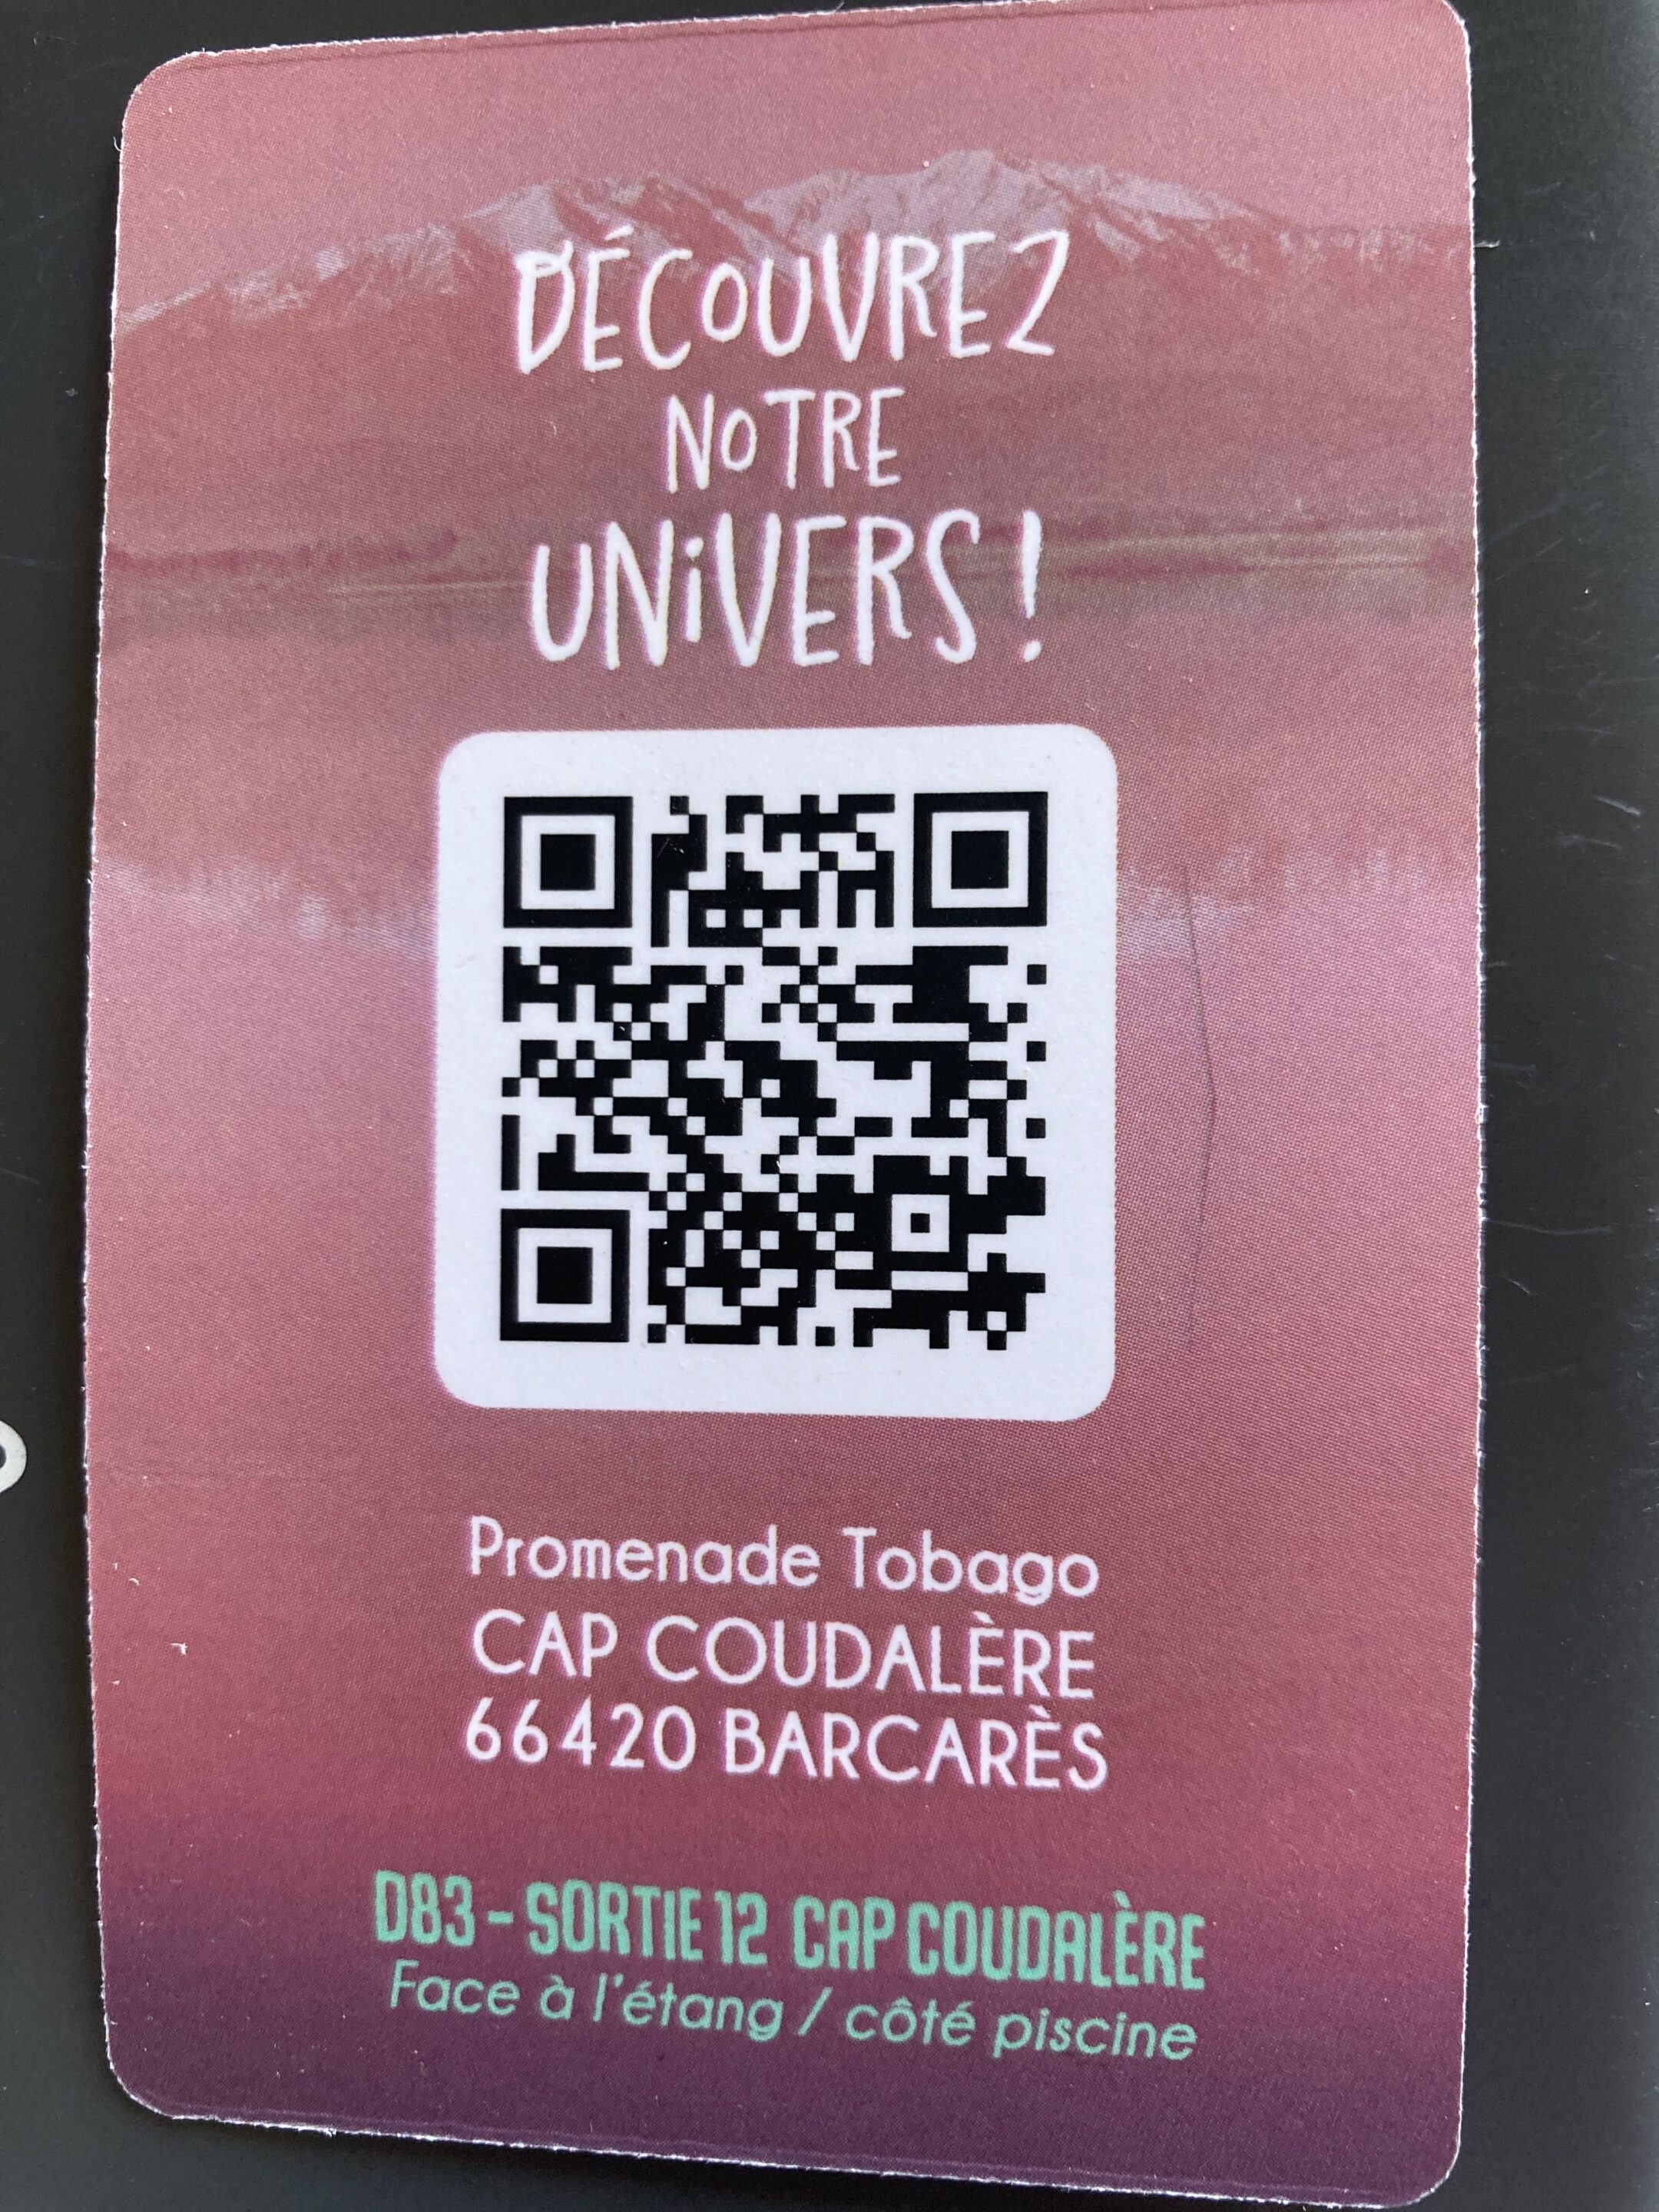 DÉCOUVREZ
NOTRE
UNiVERS !
Promenade Tobago
CAP COUDALÈRE
66420 BARCARÈS
D83 - SORTIE 12 CAP COUDALÈRE
Face à l'étang / côté piscine